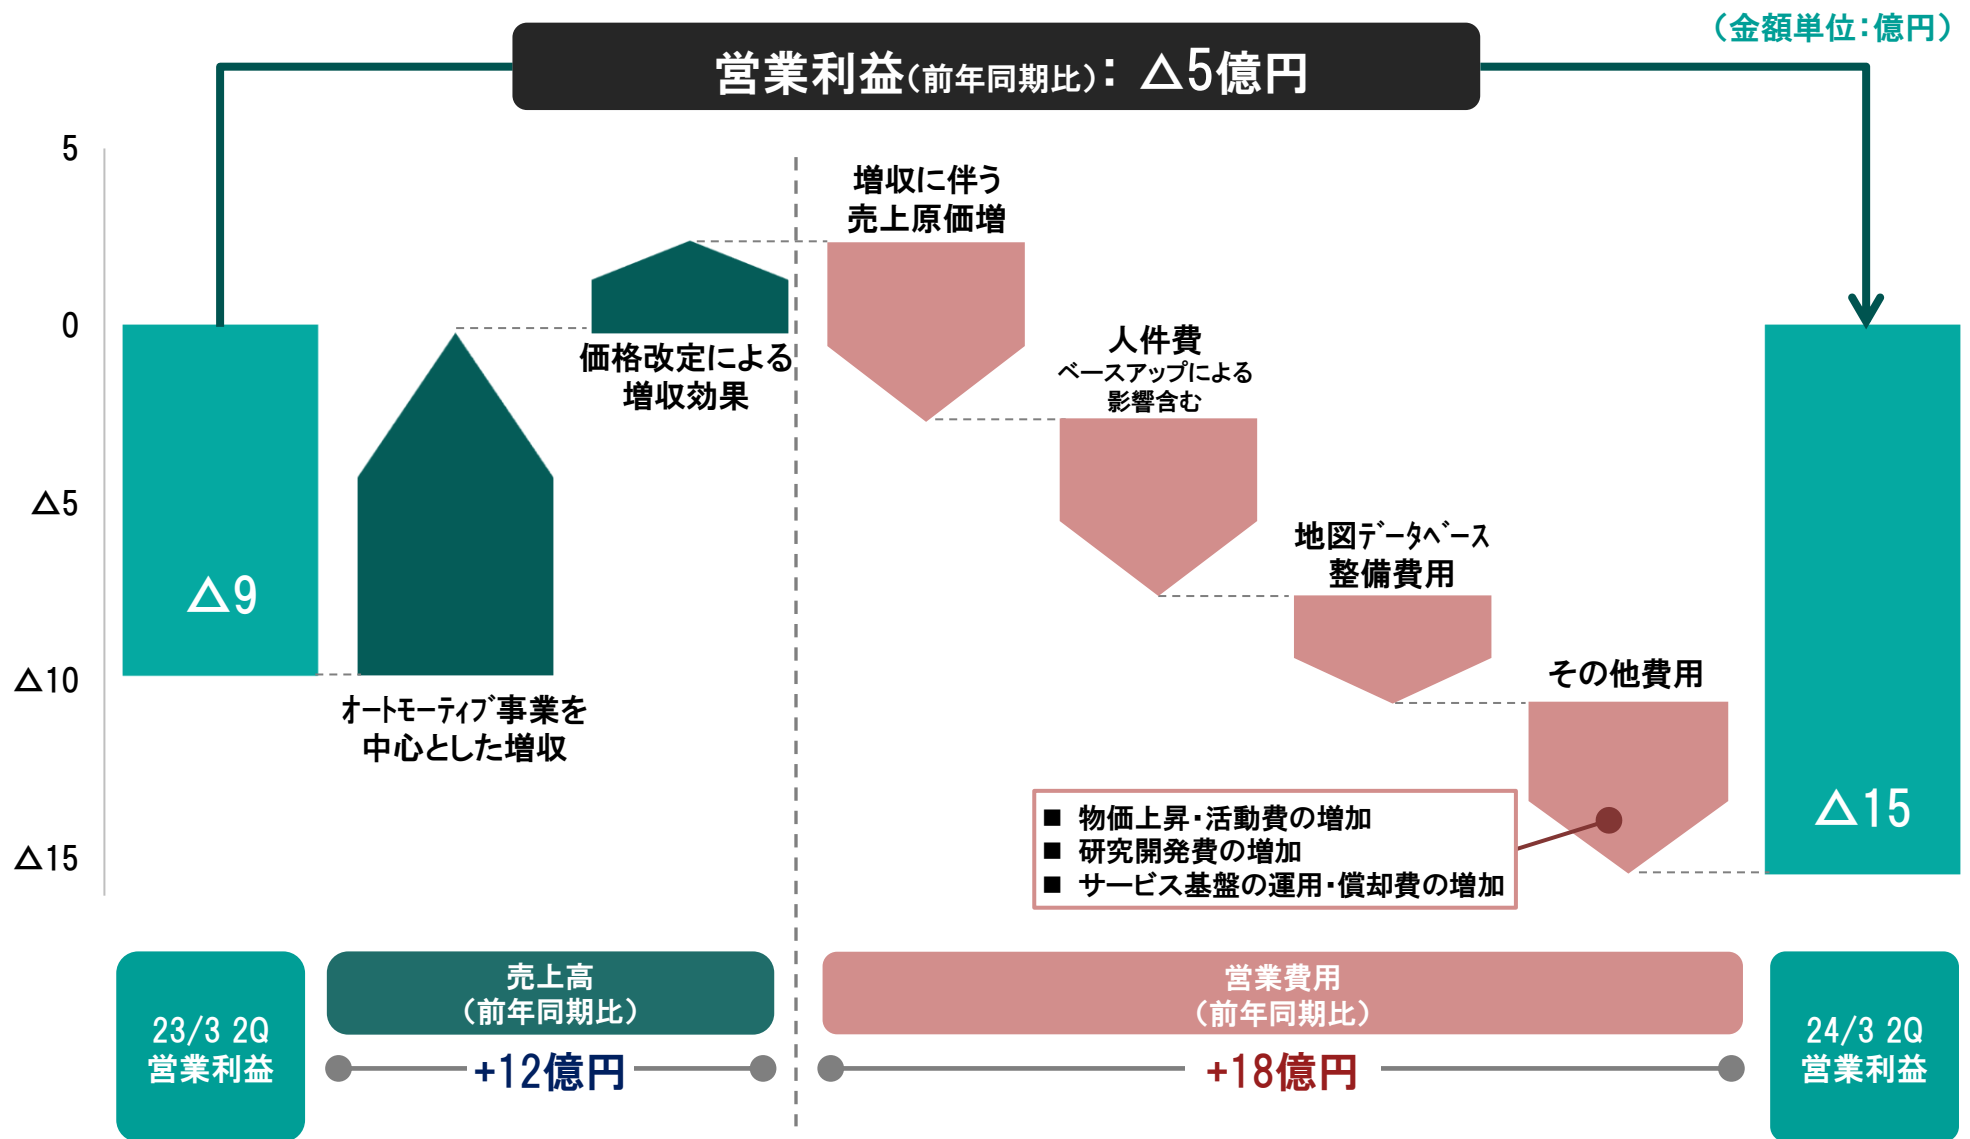 （金額単位：億円）
営業利益（前年同期比）： △5億円
5
0
△5
△10
△15
△9
オートモーティブ事業を
中心とした増収
価格改定による
増収効果
増収に伴う
売上原価増
人件費
ベースアップによる
影響含む
地図データベース
整備費用
その他費用
■ 物価上昇・活動費の増加
■ 研究開発費の増加
■ サービス基盤の運用・償却費の増加
△15
23/3 2Q
営業利益
売上高
（前年同期比）
+12億円
営業費用
（前年同期比）
+18億円
24/3 2Q
営業利益